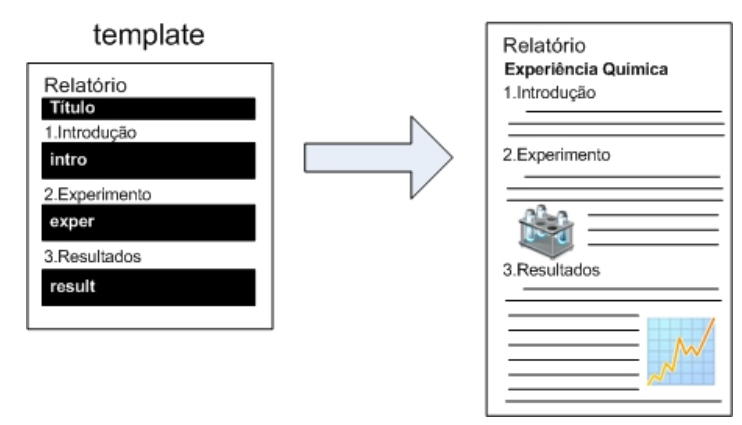 template
Relatório
Título
1.Introdução
intro
2.Experimento
exper
3.Resultados
result
Relatório
Experiência Química
1.Introdução
2.Experimento
3.Resultados